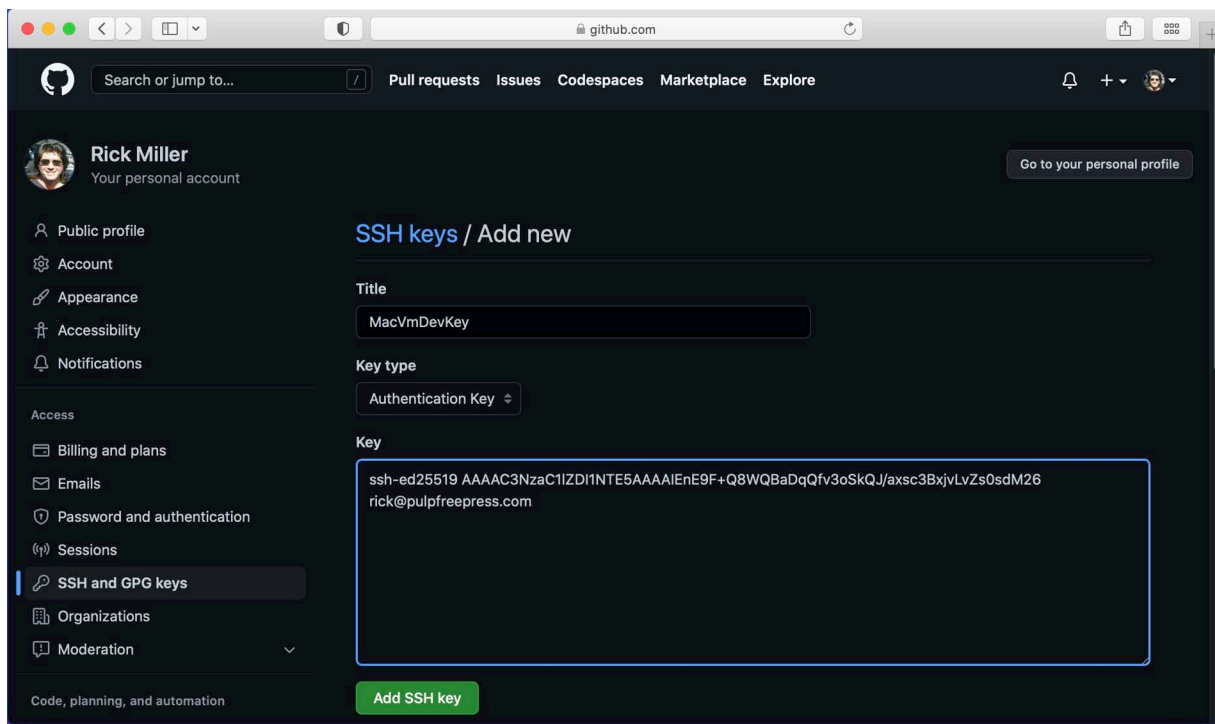 github.com
Search or jump to... /
Pull requests Issues Codespaces Marketplace Explore
Rick Miller
Your personal account
Go to your personal profile
Public profile
Account
Appearance
Accessibility
Notifications
Access
Billing and plans
Emails
Password and authentication
Sessions
SSH and GPG keys
Organizations
Moderation
Code, planning, and automation
SSH keys / Add new
Title
MacVmDevKey
Key type
Authentication Key
Key
ssh-ed25519 AAAAC3NzaC1lZDI1NTE5AAAAIEnE9F+Q8WQBaDqQfv3oSkQJ/axsc3BxjvLvZs0sdM26
rick@pulpfreepress.com
Add SSH key